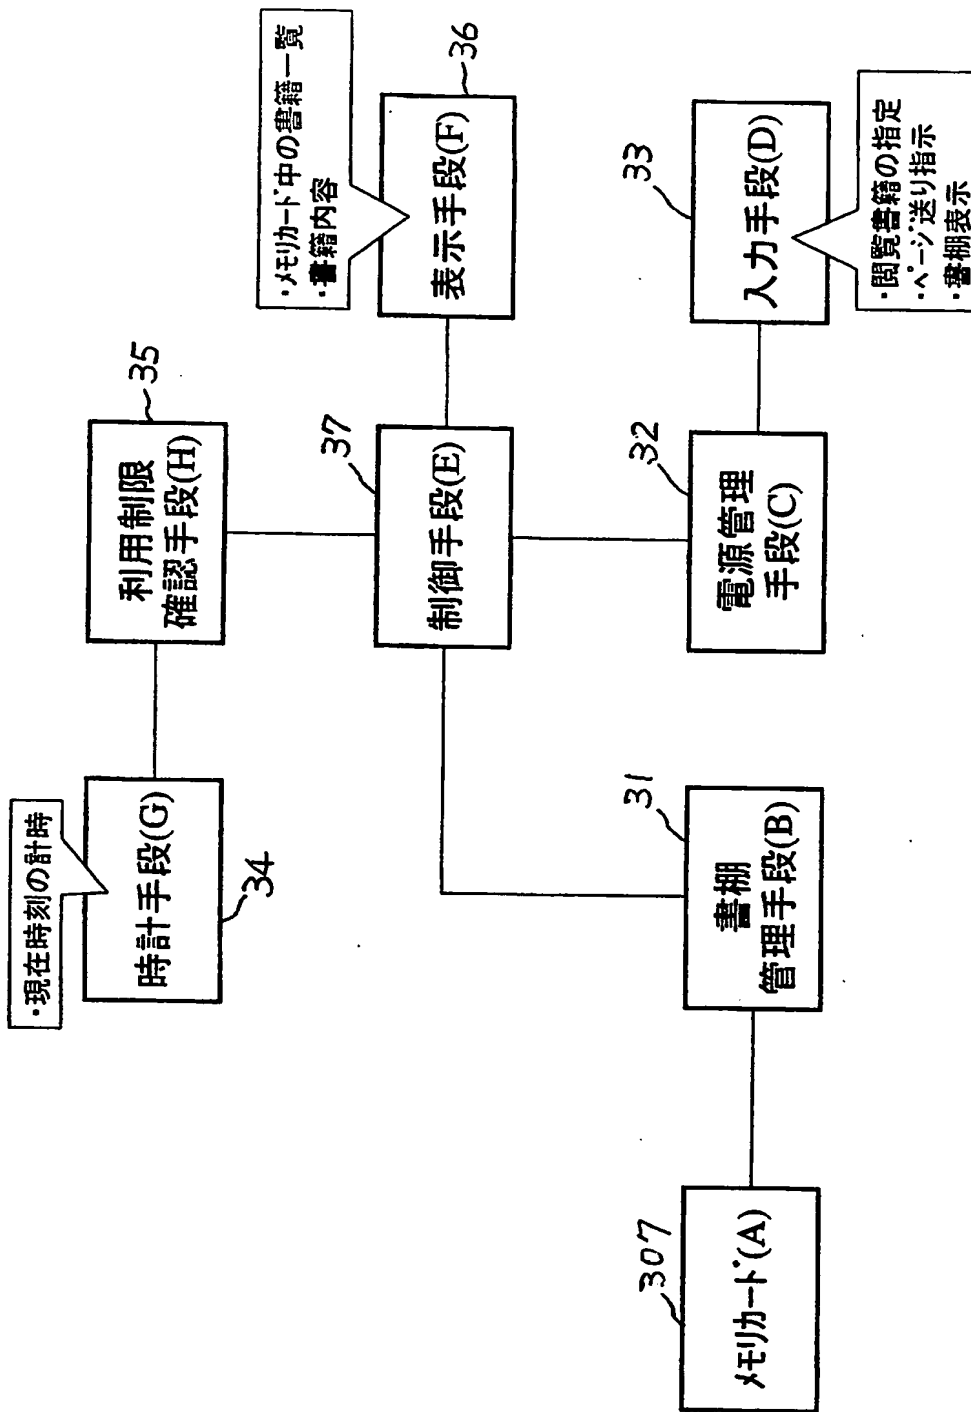 ・現在時刻の計時
時計手段(G)
34
利用制限
確認手段(H)
35
・メモリカード中の書籍一覧
・書籍内容
表示手段(F)
36
制御手段(E)
37
メモリカード(A)
307
書棚
管理手段(B)
31
電源管理
手段(C)
32
入力手段(D)
33
・閲覧書籍の指定
・ページ送り指示
・書棚表示